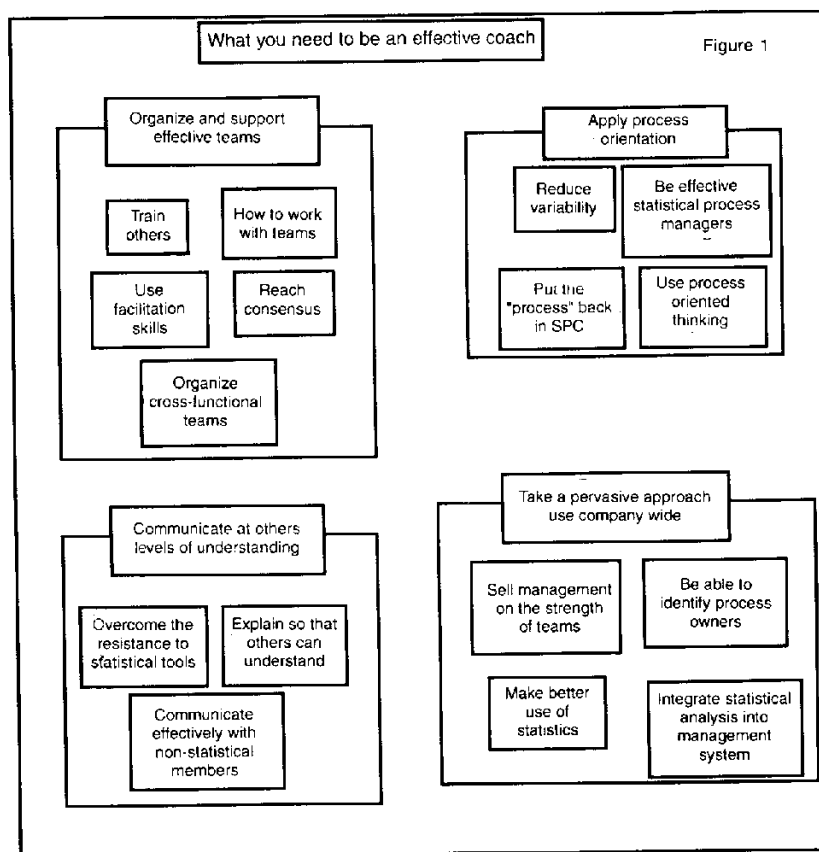 What you need to be an effective coach
Figure 1
Organize and support
effective teams
Train
others
How to work
with teams
Use
facilitation
skills
Reach
consensus
Organize
cross-functional
teams
Apply process
orientation
Reduce
variability
Be effective
statistical process
managers
Put the
"process" back
in SPC
Use process
oriented
thinking
Communicate at others
levels of understanding
Overcome the
resistance to
statistical tools
Explain so that
others can
understand
Communicate
effectively with
non-statistical
members
Take a pervasive approach
use company wide
Sell management
on the strength
of teams
Be able to
identify process
owners
Make better
use of
statistics
Integrate statistical
analysis into
management
system